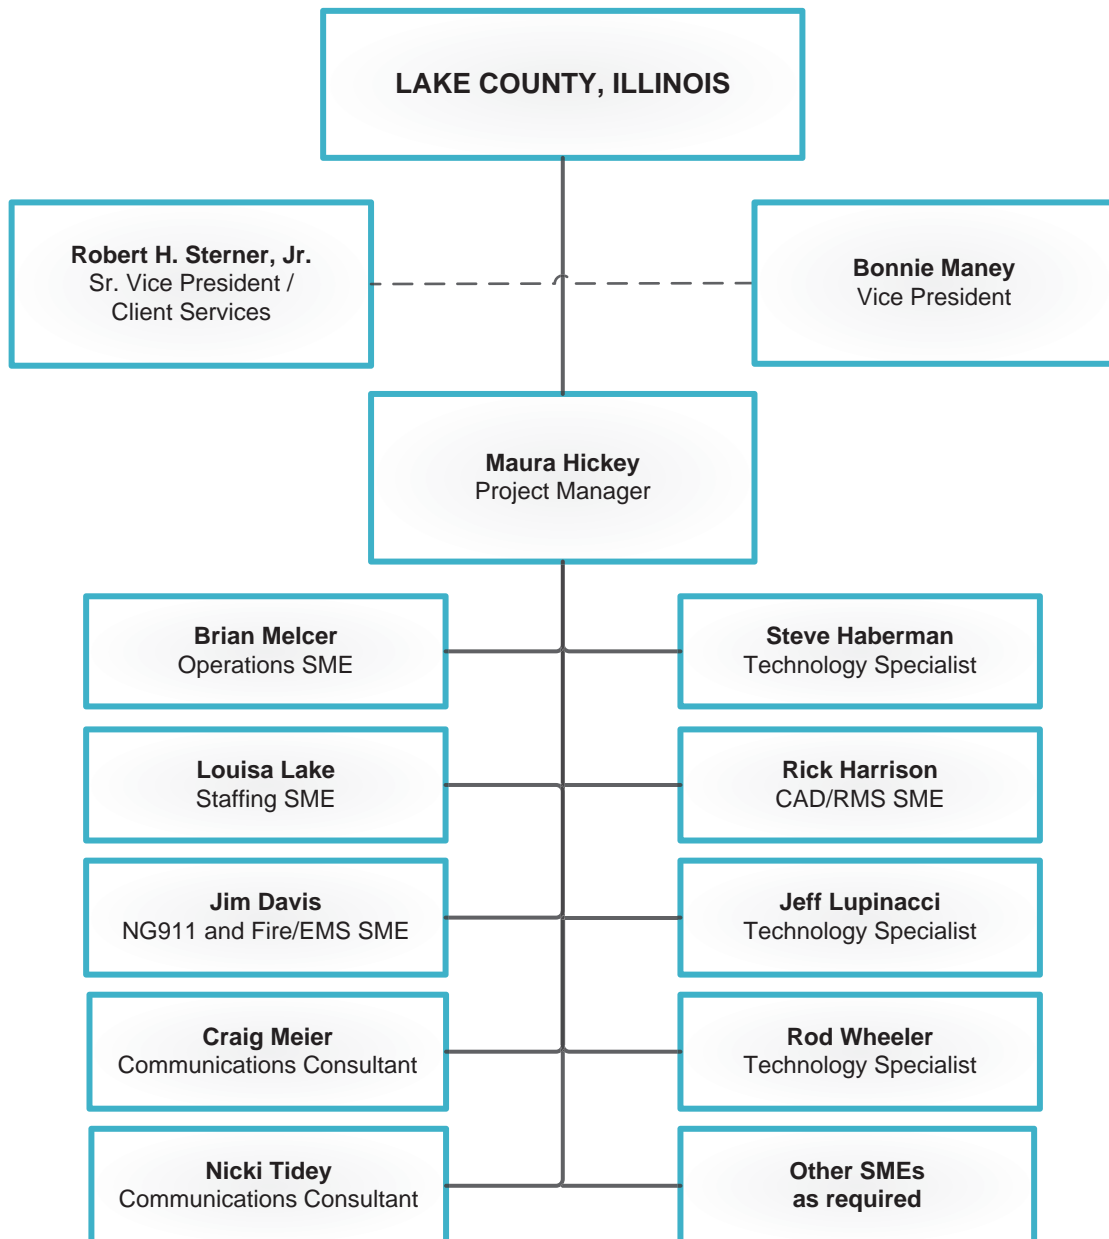 LAKE COUNTY, ILLINOIS
Robert H. Sterner, Jr.
Sr. Vice President /
Client Services
Bonnie Maney
Vice President
Maura Hickey
Project Manager
Brian Melcer
Operations SME
Steve Haberman
Technology Specialist
Louisa Lake
Staffing SME
Rick Harrison
CAD/RMS SME
Jim Davis
NG911 and Fire/EMS SME
Jeff Lupinacci
Technology Specialist
Craig Meier
Communications Consultant
Rod Wheeler
Technology Specialist
Nicki Tidey
Communications Consultant
Other SMEs
as required